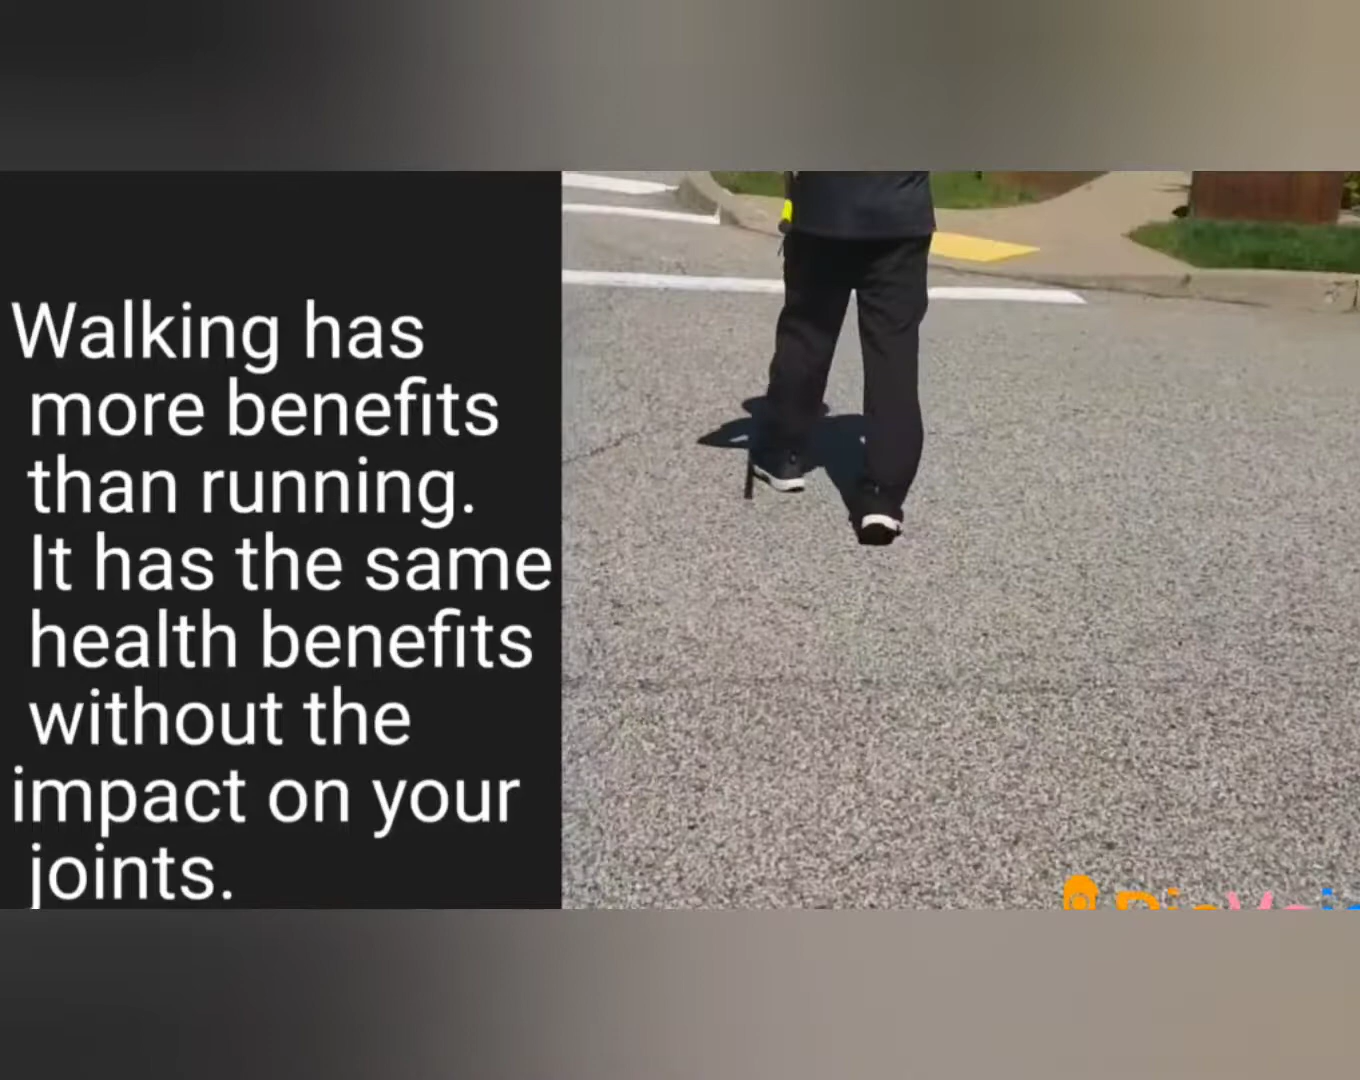 Walking has
more benefits
than running.
It has the same
health benefits
without the
impact on your
joints.